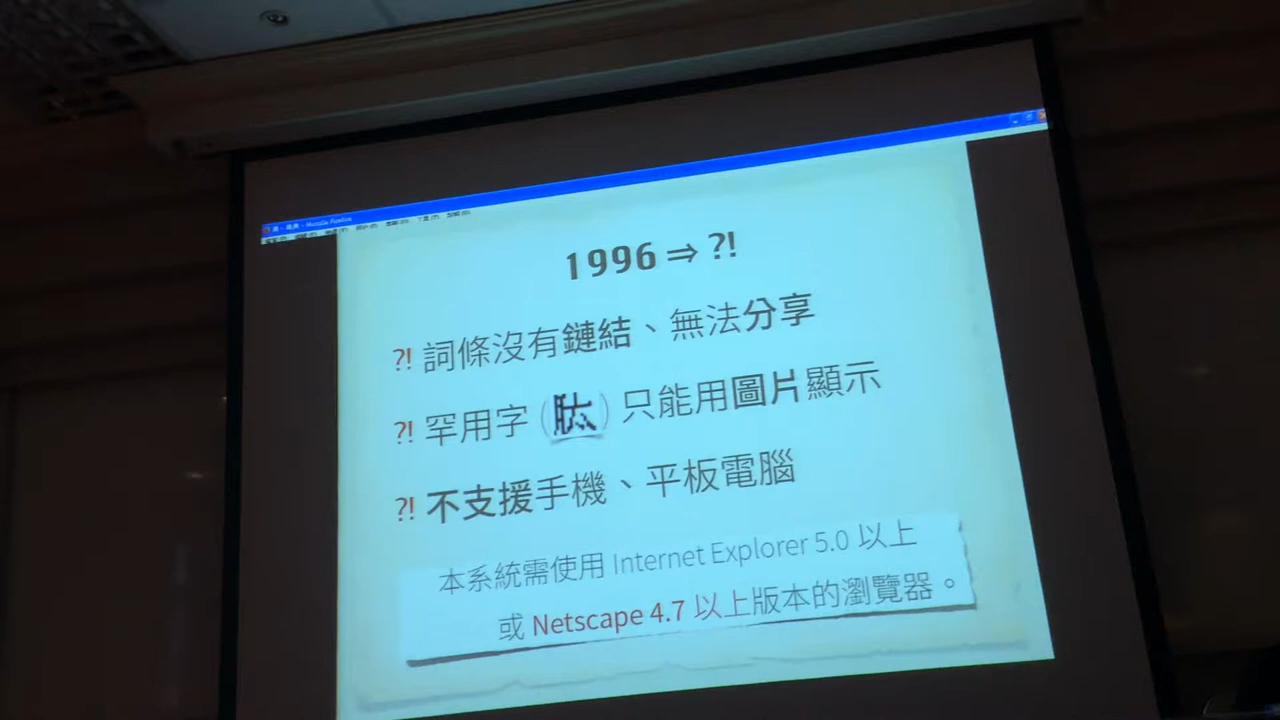 Mozilla Firefox
1996 ⇒ ?!
?! 詞條沒有鏈結、無法分享
?! 罕用字 () 只能用圖片顯示
?! 不支援手機、平板電腦
本系統需使用 Internet Explorer 5.0 以上
或 Netscape 4.7 以上版本的瀏覽器。